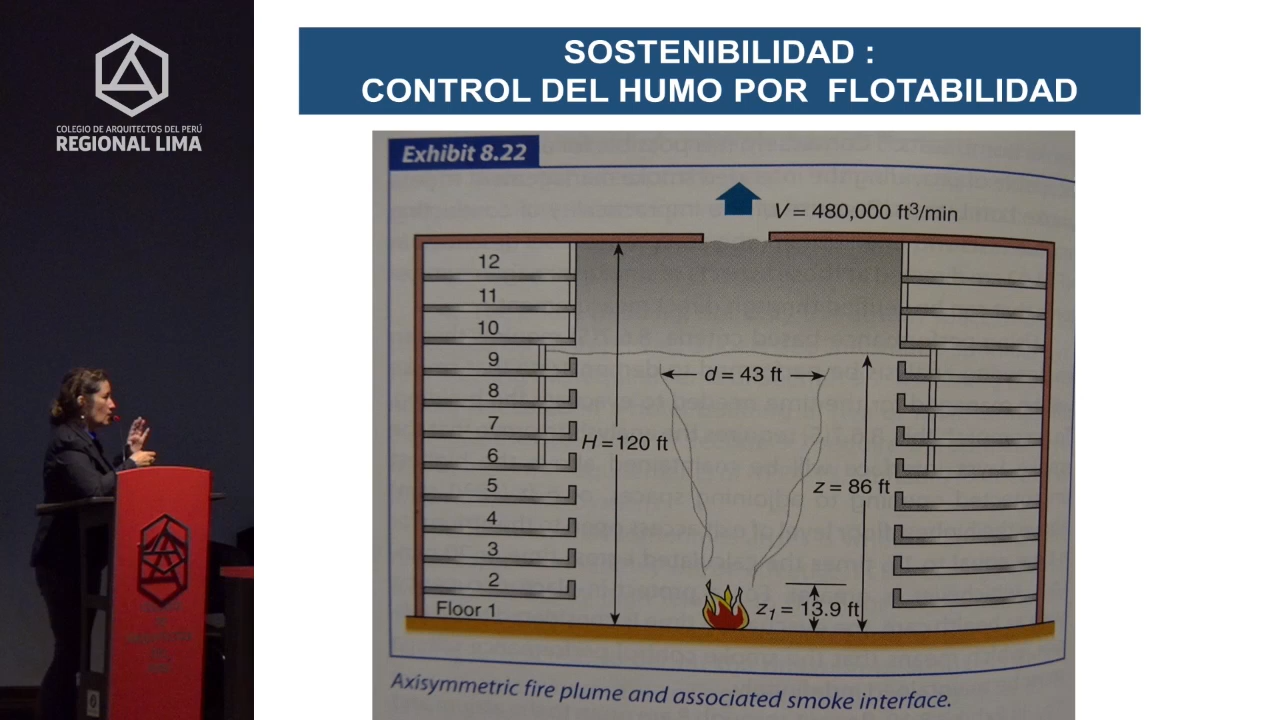 COLEGIO DE ARQUITECTOS DEL PERÚ
REGIONAL LIMA
SOSTENIBILIDAD :
CONTROL DEL HUMO POR FLOTABILIDAD
Exhibit 8.22
V = 480,000 ft³/min
12
11
10
9
8
7
6
5
4
3
2
Floor 1
d = 43 ft
H = 120 ft
z = 86 ft
z₁ = 13.9 ft
Axisymmetric fire plume and associated smoke interface.